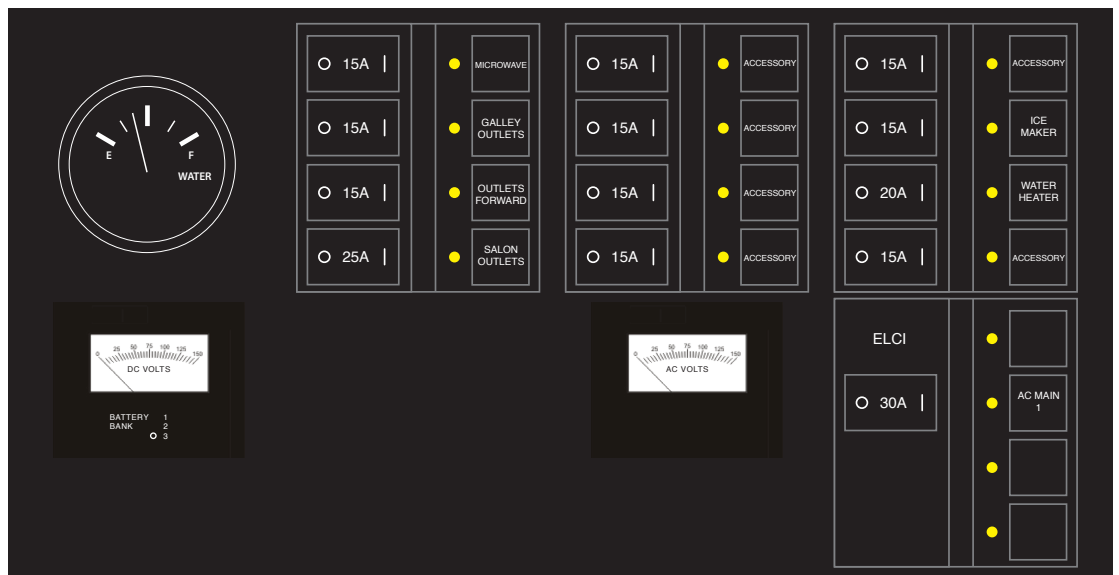 E
F
WATER
15A |
MICROWAVE
15A |
GALLEY
OUTLETS
15A |
OUTLETS
FORWARD
25A |
SALON
OUTLETS
15A |
ACCESSORY
15A |
ACCESSORY
15A |
ACCESSORY
15A |
ACCESSORY
15A |
ACCESSORY
15A |
ICE
MAKER
20A |
WATER
HEATER
15A |
ACCESSORY
0 25 50 75 100 125 150
DC VOLTS
BATTERY 1
BANK 2
3
0 25 50 75 100 125 150
AC VOLTS
ELCI
30A |
AC MAIN
1